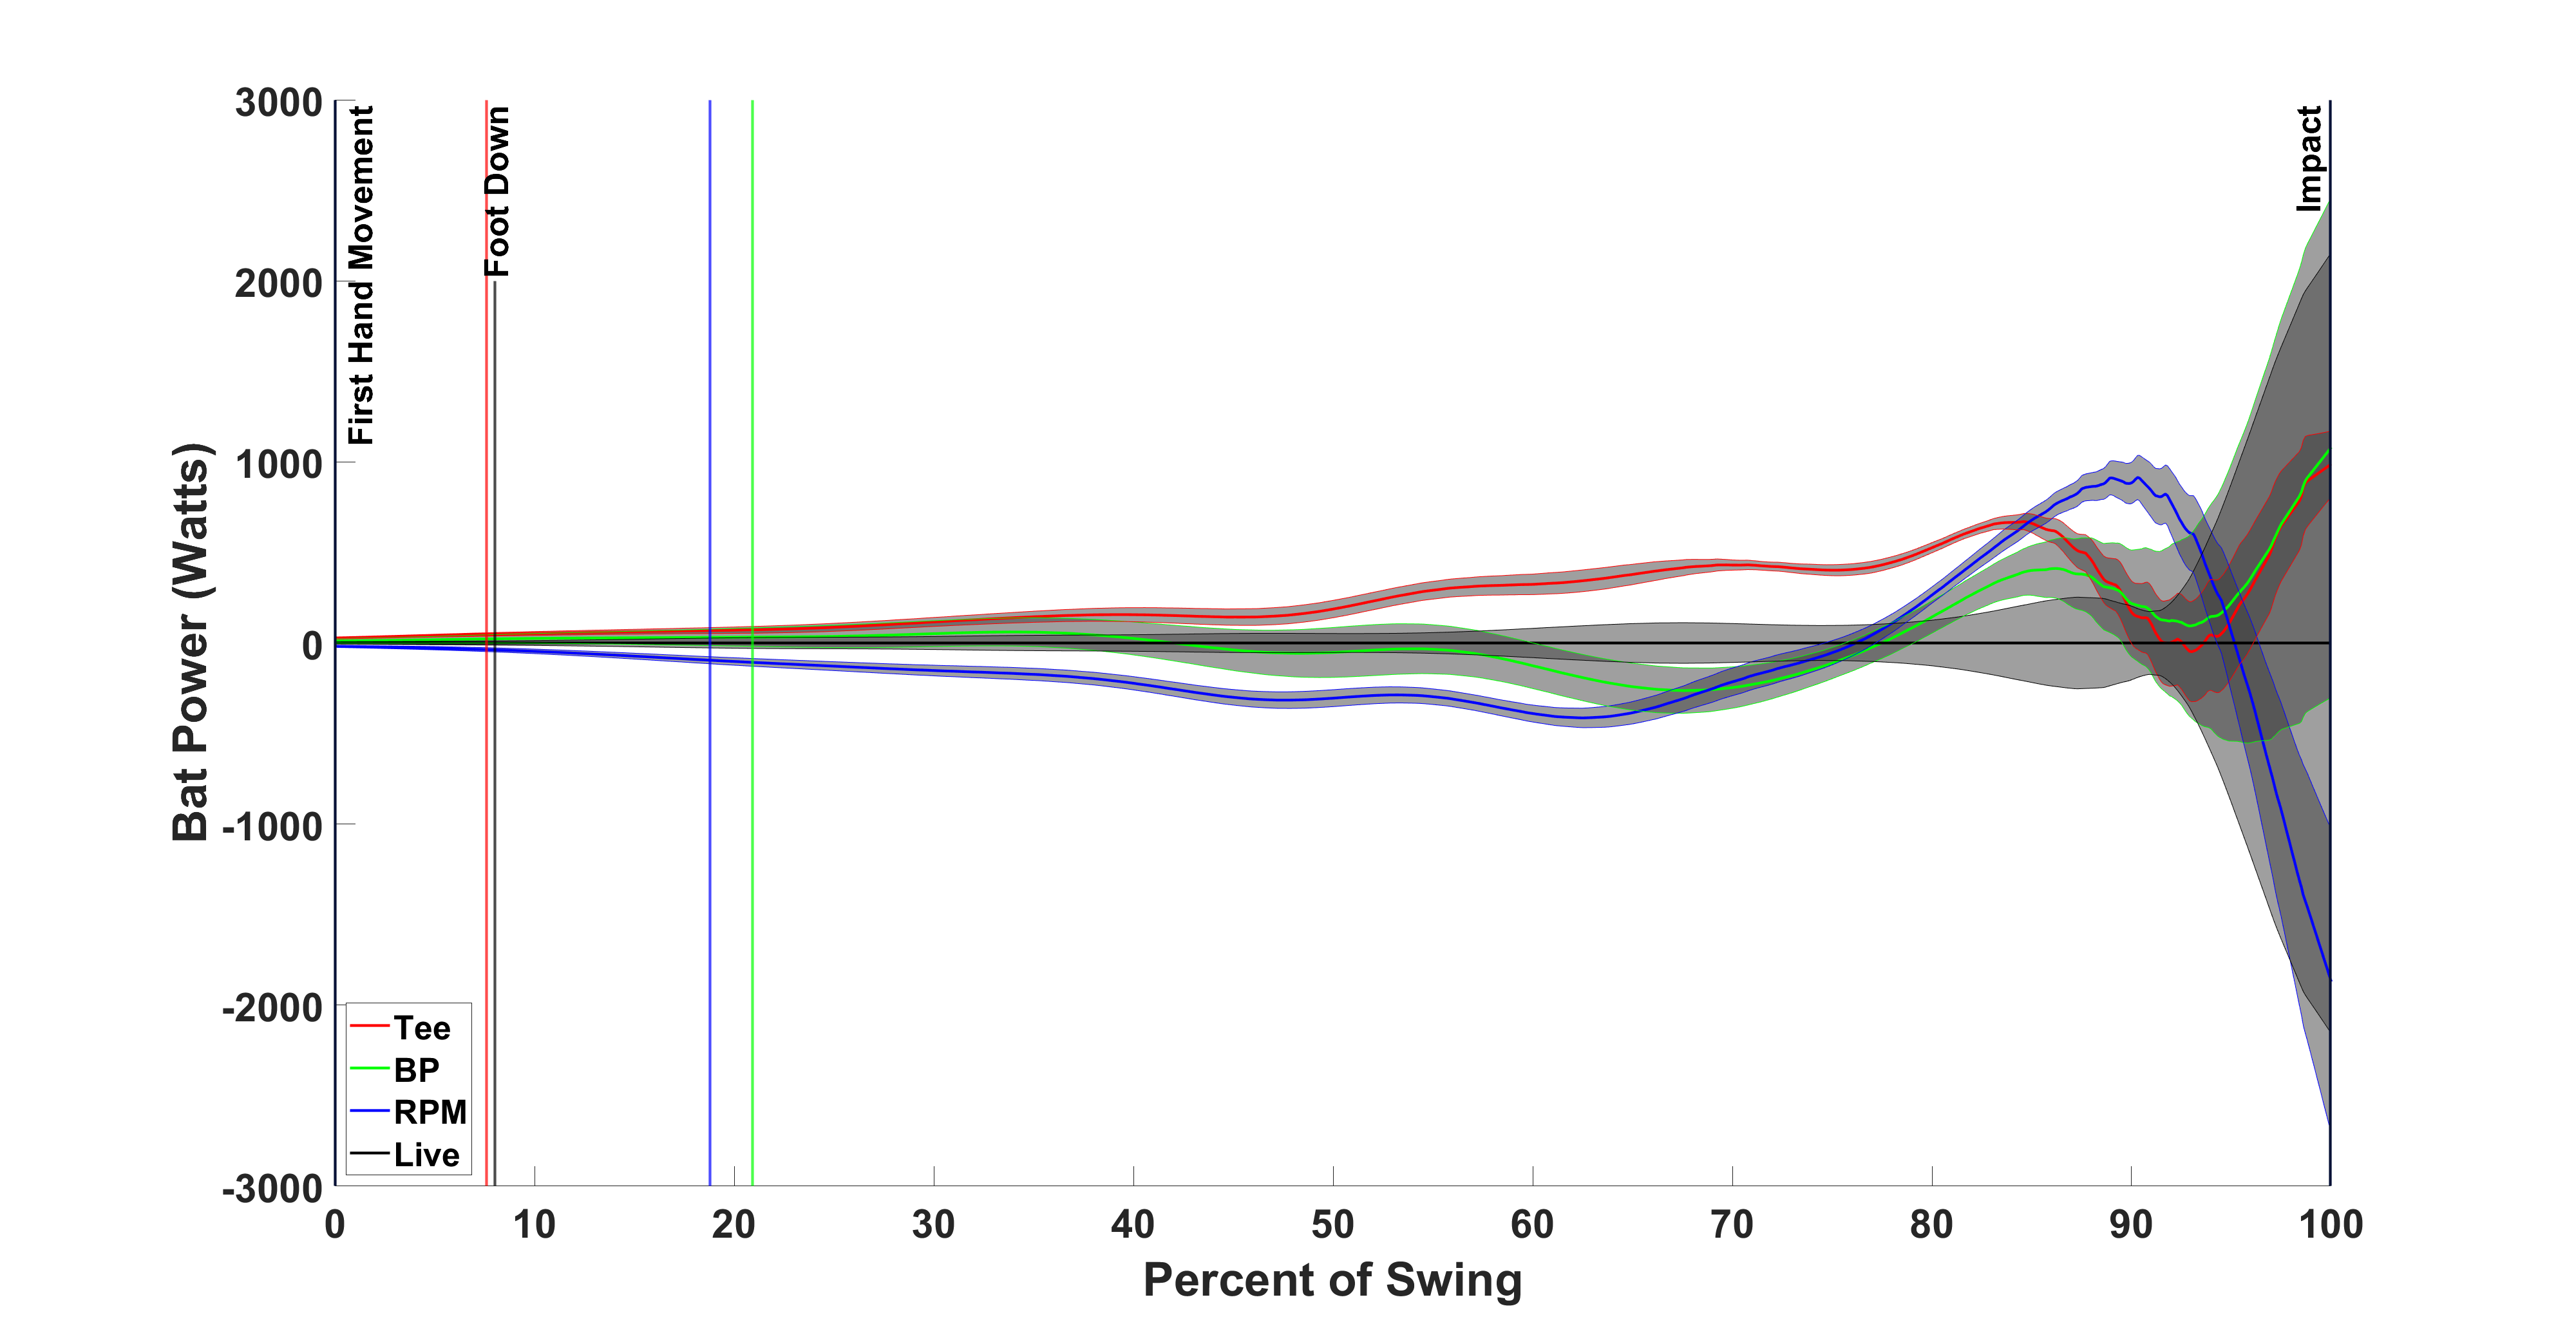 3000
2000
1000
0
-1000
-2000
-3000
Bat Power (Watts)
First Hand Movement
Foot Down
Impact
Tee
BP
RPM
Live
0 10 20 30 40 50 60 70 80 90 100
Percent of Swing